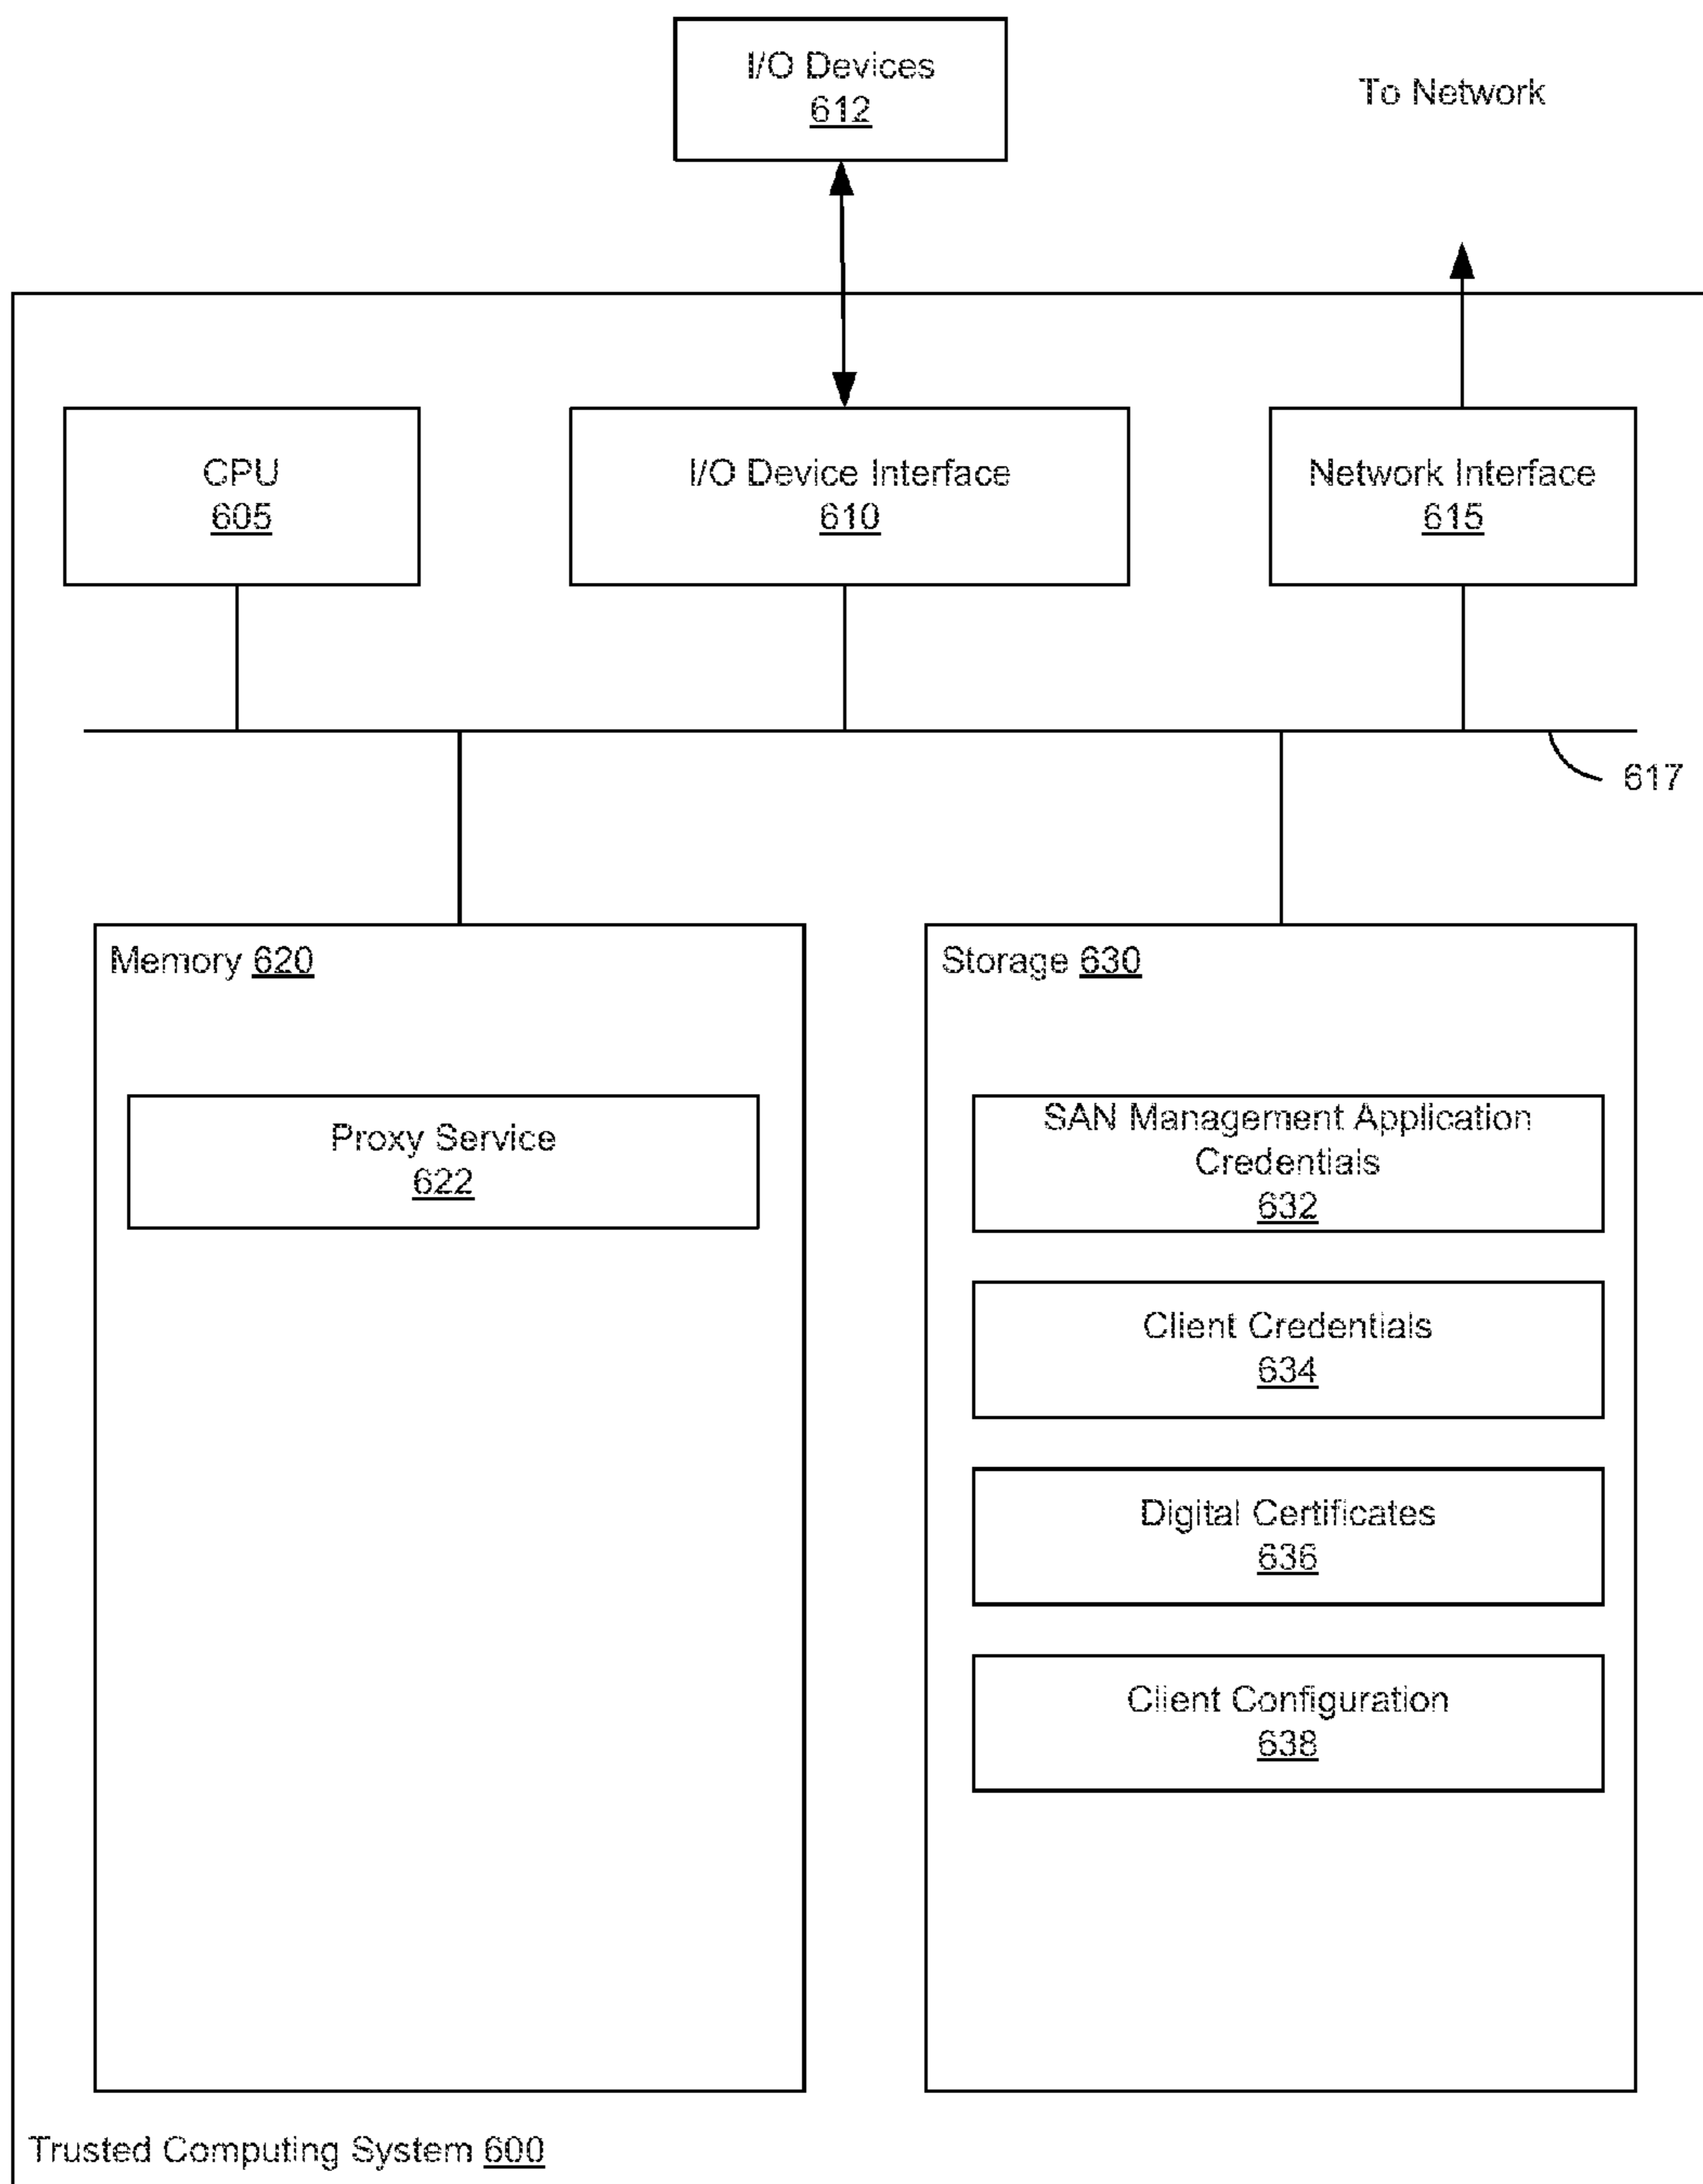 I/O Devices
612
To Network
CPU
605
I/O Device Interface
610
Network Interface
615
617
Memory 620
Storage 630
Proxy Service
622
SAN Management Application
Credentials
632
Client Credentials
634
Digital Certificates
636
Client Configuration
638
Trusted Computing System 600